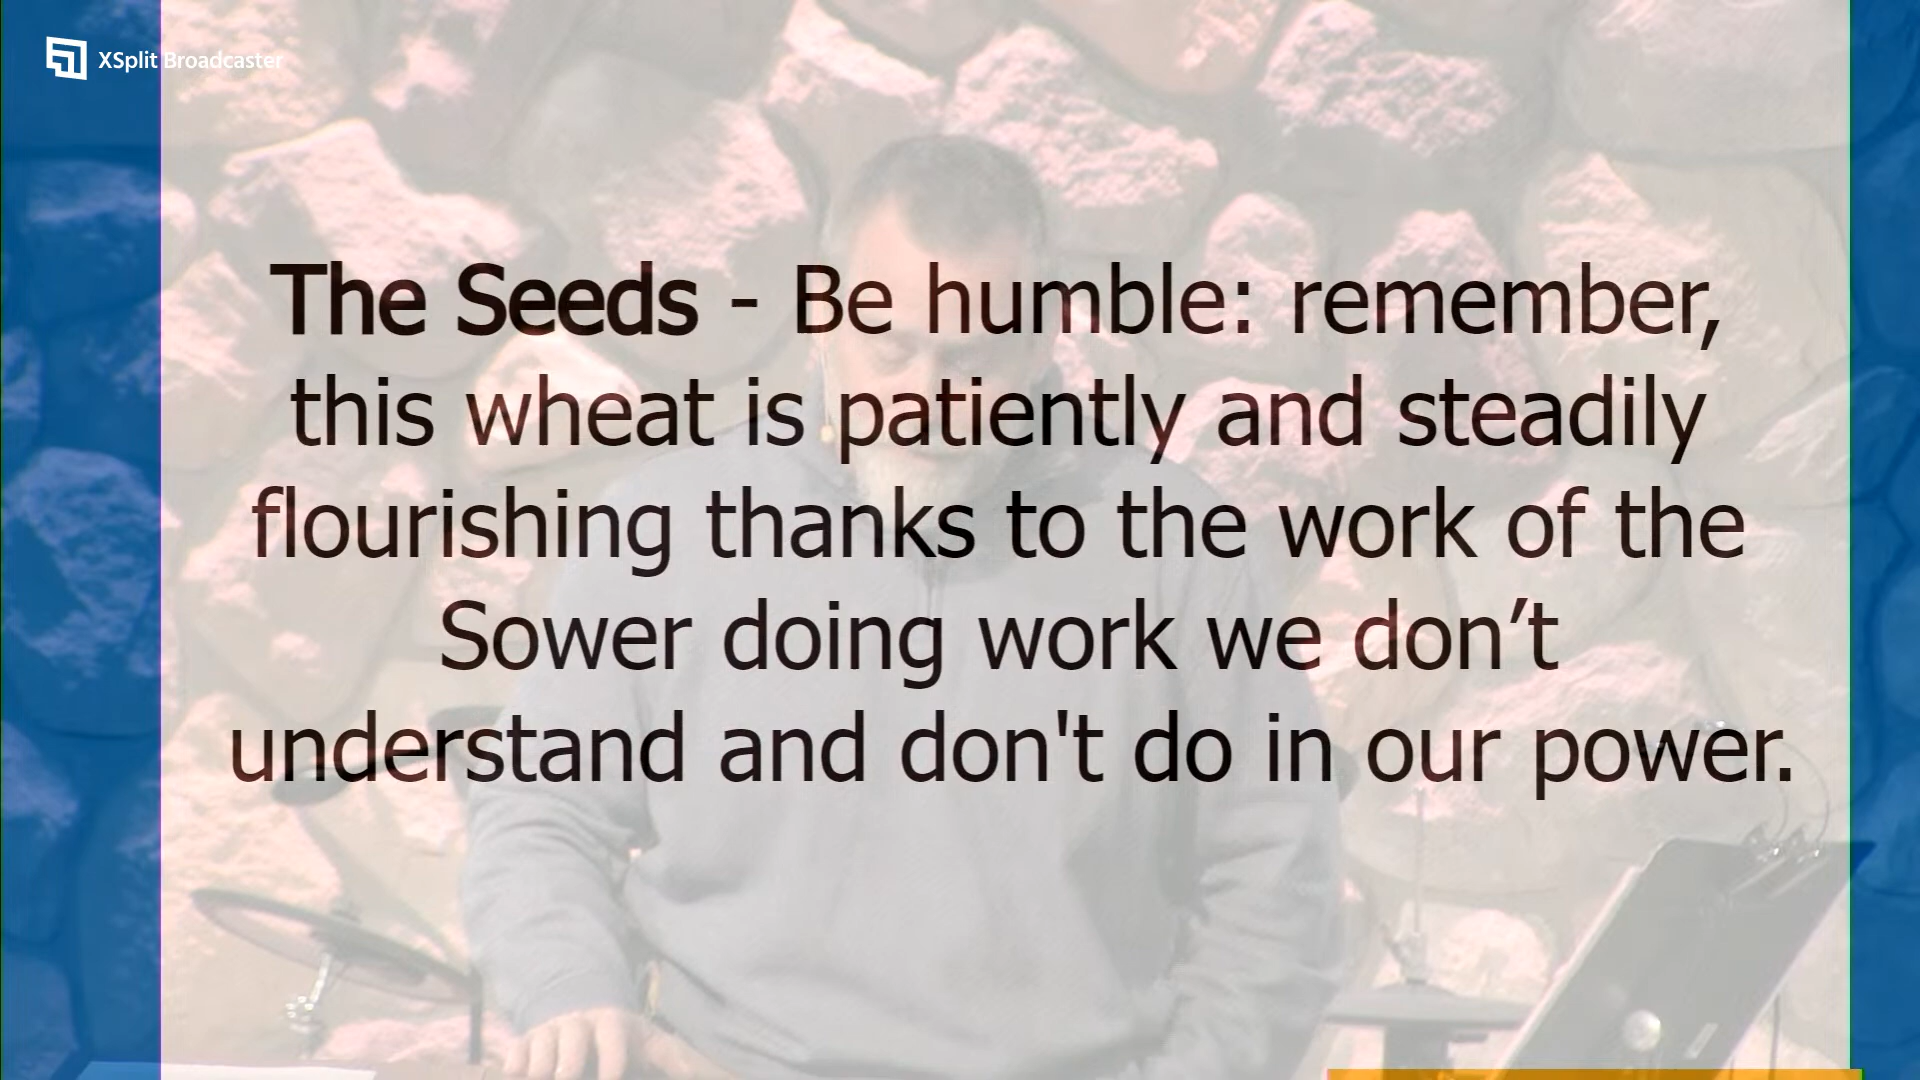 XSplit Broadcaster
The Seeds - Be humble: remember,
this wheat is patiently and steadily
flourishing thanks to the work of the
Sower doing work we don’t
understand and don't do in our power.